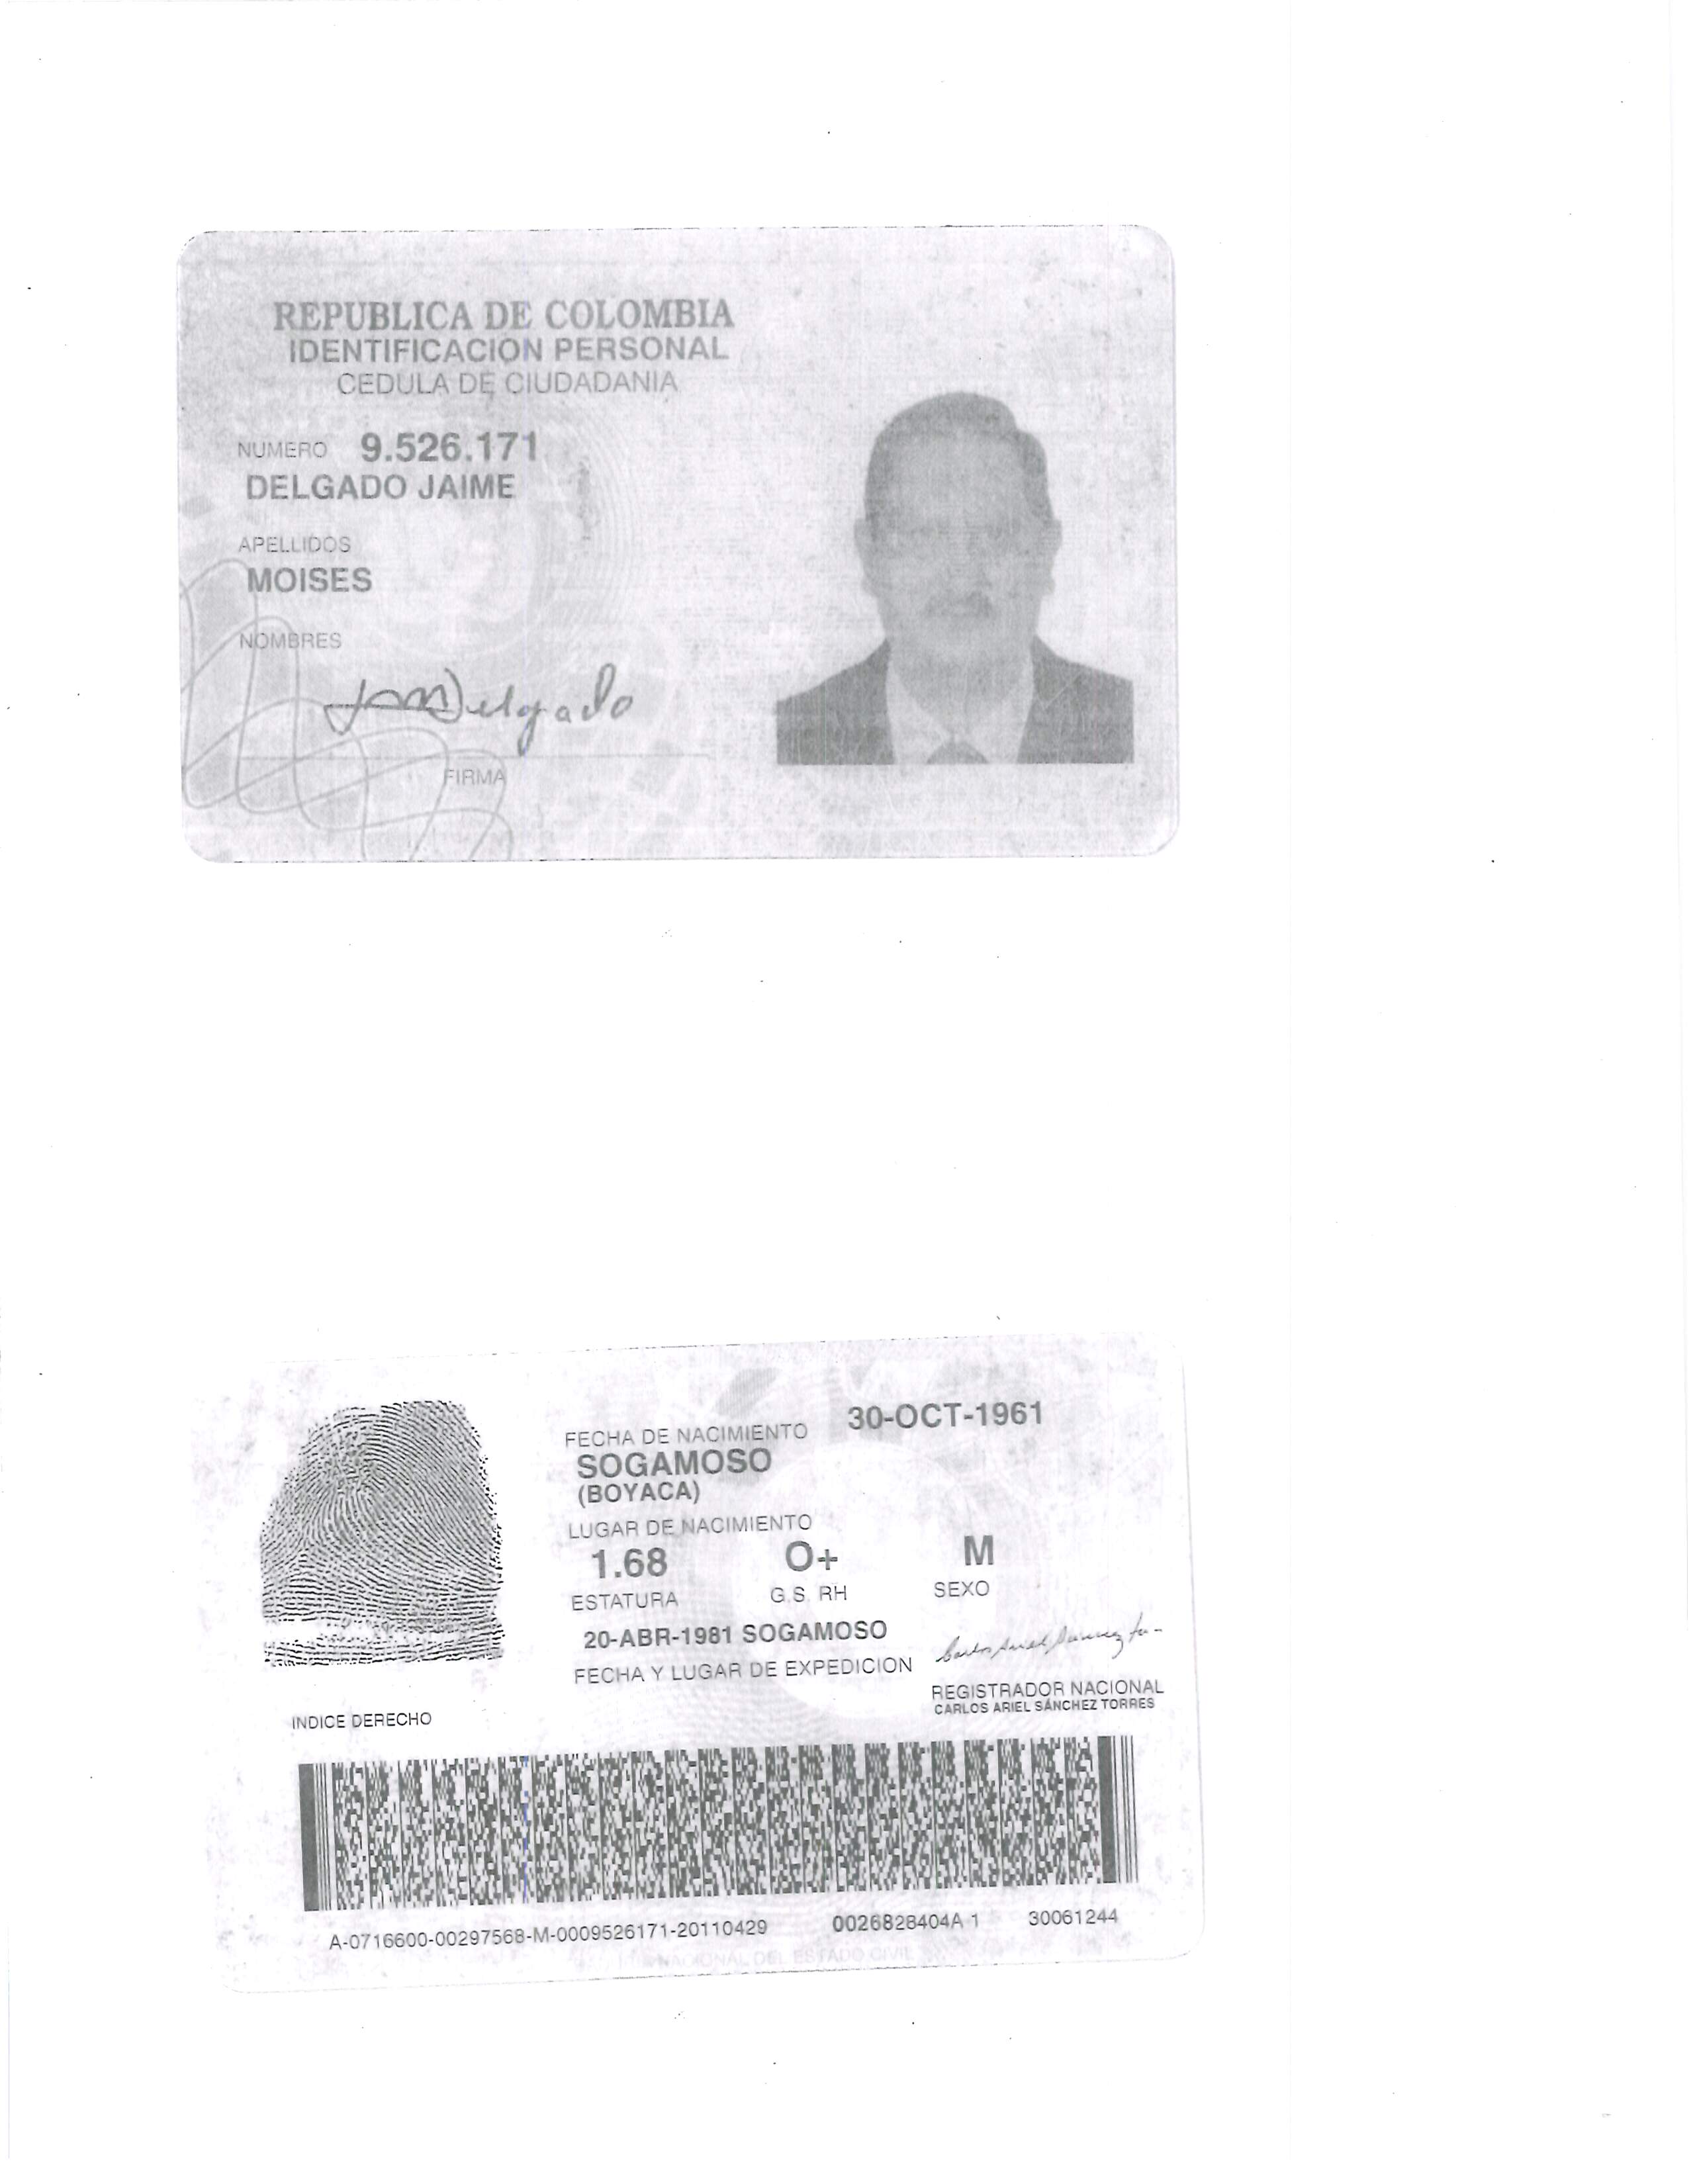 REPUBLICA DE COLOMBIA
IDENTIFICACION PERSONAL
CEDULA DE CIUDADANIA
NUMERO 9.526.171
DELGADO JAIME
APELLIDOS
MOISES
NOMBRES
Delgado
FIRMA
FECHA DE NACIMIENTO 30-OCT-1961
SOGAMOSO
(BOYACA)
LUGAR DE NACIMIENTO
1.68 O+ M
ESTATURA G.S. RH SEXO
20-ABR-1981 SOGAMOSO
FECHA Y LUGAR DE EXPEDICION
REGISTRADOR NACIONAL
CARLOS ARIEL SÁNCHEZ TORRES
INDICE DERECHO
A-0716600-00297568-M-0009526171-20110429 0026828404A 1 30061244
NACIONAL DEL ESTADO CIVIL